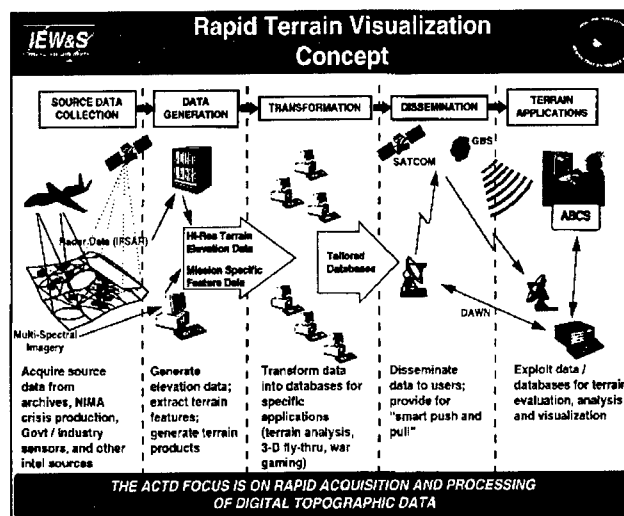 IEW&S
Rapid Terrain Visualization
Concept
SOURCE DATA
COLLECTION
DATA
GENERATION
TRANSFORMATION
DISSEMINATION
TERRAIN
APPLICATIONS
SATCOM
GBS
ABCS
Radar Data (IFSAR)
Hi-Res Terrain
Elevation Data
Mission Specific
Feature Data
Tailored
Databases
DAWN
Multi-Spectral
Imagery
Acquire source
data from
archives, NIMA
crisis production,
Govt / Industry
sensors, and other
intel sources
Generate
elevation data;
extract terrain
features;
generate terrain
products
Transform data
into databases for
specific
applications
(terrain analysis,
3-D fly-thru, war
gaming)
Disseminate
data to users;
provide for
"smart push and
pull"
Exploit data /
databases for terrain
evaluation, analysis
and visualization
THE ACTD FOCUS IS ON RAPID ACQUISITION AND PROCESSING
OF DIGITAL TOPOGRAPHIC DATA